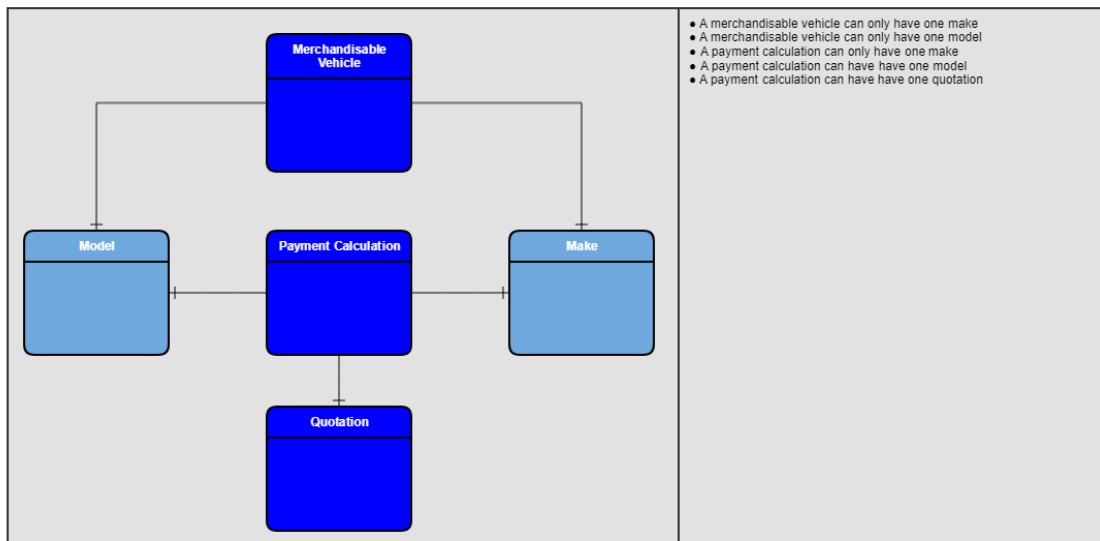 Merchandisable
Vehicle
Model
Payment Calculation
Make
Quotation
● A merchandisable vehicle can only have one make
● A merchandisable vehicle can only have one model
● A payment calculation can only have one make
● A payment calculation can have have one model
● A payment calculation can have have one quotation